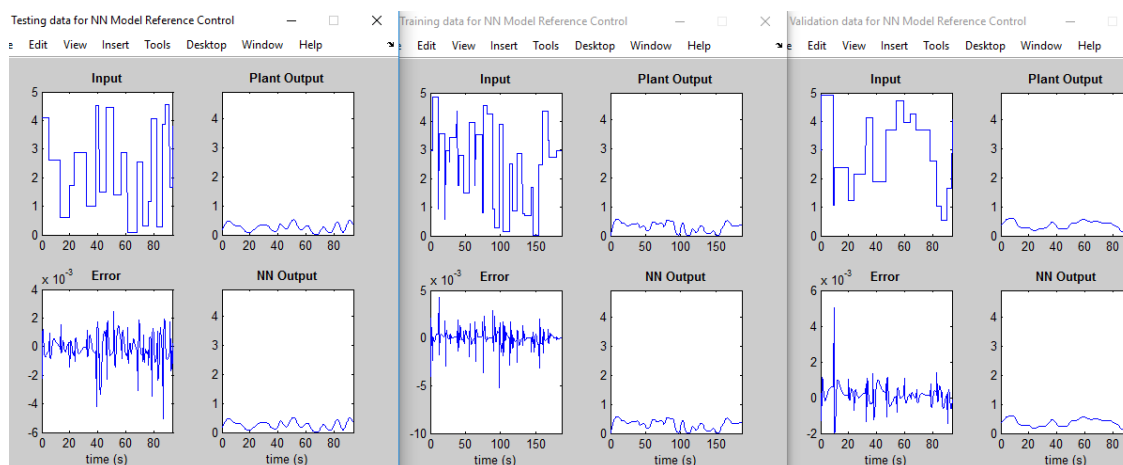 Testing data for NN Model Reference Control
e Edit View Insert Tools Desktop Window Help
Input
Plant Output
5
4
3
2
1
0
0 20 40 60 80
4
3
2
1
0
0 20 40 60 80
Error
NN Output
x 10-3
4
2
0
-2
-4
-6
0 20 40 60 80
4
3
2
1
0
0 20 40 60 80
time (s)
time (s)
Training data for NN Model Reference Control
e Edit View Insert Tools Desktop Window Help
Input
Plant Output
5
4
3
2
1
0
0 50 100 150
4
3
2
1
0
0 50 100 150
Error
NN Output
x 10-3
5
0
-5
-10
0 50 100 150
4
3
2
1
0
0 50 100 150
time (s)
time (s)
Validation data for NN Model Reference Control
e Edit View Insert Tools Desktop Window Help
Input
Plant Output
5
4
3
2
1
0
0 20 40 60 80
4
3
2
1
0
0 20 40 60 80
Error
NN Output
x 10-3
6
4
2
0
-2
0 20 40 60 80
4
3
2
1
0
0 20 40 60 80
time (s)
time (s)